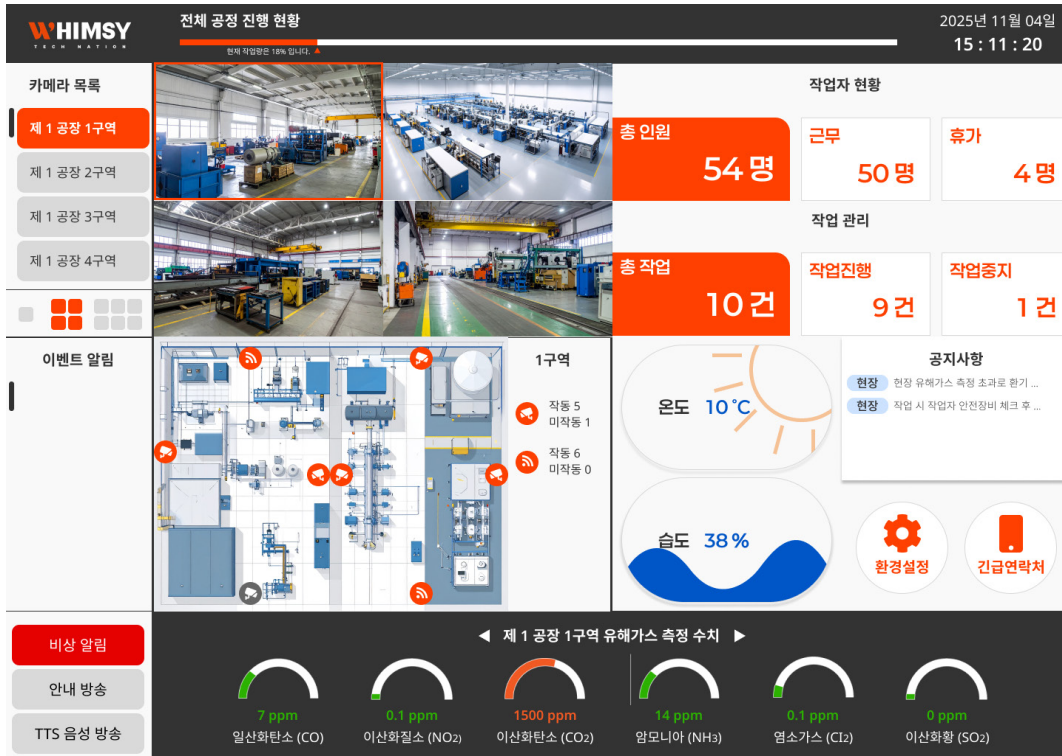 WHIMSY
TECH NATION
전체 공정 진행 현황
현재 작업량은 18% 입니다.
2025년 11월 04일
15 : 11 : 20
카메라 목록
제 1 공장 1구역
제 1 공장 2구역
제 1 공장 3구역
제 1 공장 4구역
작업자 현황
총 인원
54 명
근무
50 명
휴가
4 명
작업 관리
총 작업
10 건
작업진행
9 건
작업중지
1 건
이벤트 알림
1구역
작동 5
미작동 1
작동 6
미작동 0
온도 10˚C
습도 38 %
공지사항
현장 현장 유해가스 측정 초과로 환기 ...
현장 작업 시 작업자 안전장비 체크 후 ...
환경설정
긴급연락처
비상 알림
안내 방송
TTS 음성 방송
◀ 제 1 공장 1구역 유해가스 측정 수치 ▶
7 ppm
일산화탄소 (CO)
0.1 ppm
이산화질소 (NO2)
1500 ppm
이산화탄소 (CO2)
14 ppm
암모니아 (NH3)
0.1 ppm
염소가스 (CI2)
0 ppm
이산화황 (SO2)